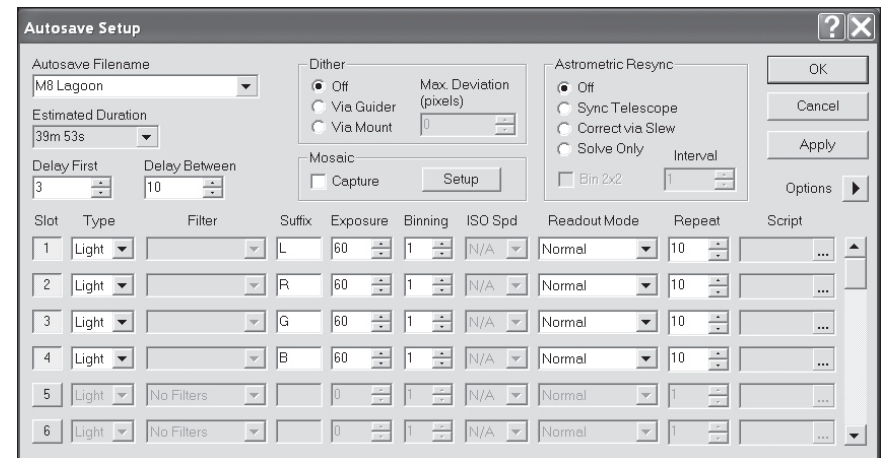 Autosave Setup
Autosave Filename
M8 Lagoon
Estimated Duration
39m 53s
Delay First Delay Between
3 10
Dither
Off
Via Guider
Via Mount
Max. Deviation
(pixels)
0
Mosaic
Capture Setup
Astrometric Resync
Off
Sync Telescope
Correct via Slew
Solve Only
Interval
Bin 2x2 1
OK
Cancel
Apply
Options
Slot Type Filter Suffix Exposure Binning ISO Spd Readout Mode Repeat Script
1 Light L 60 1 N/A Normal 10 ...
2 Light R 60 1 N/A Normal 10 ...
3 Light G 60 1 N/A Normal 10 ...
4 Light B 60 1 N/A Normal 10 ...
5 Light No Filters 0 1 N/A Normal 1 ...
6 Light No Filters 0 1 N/A Normal 1 ...